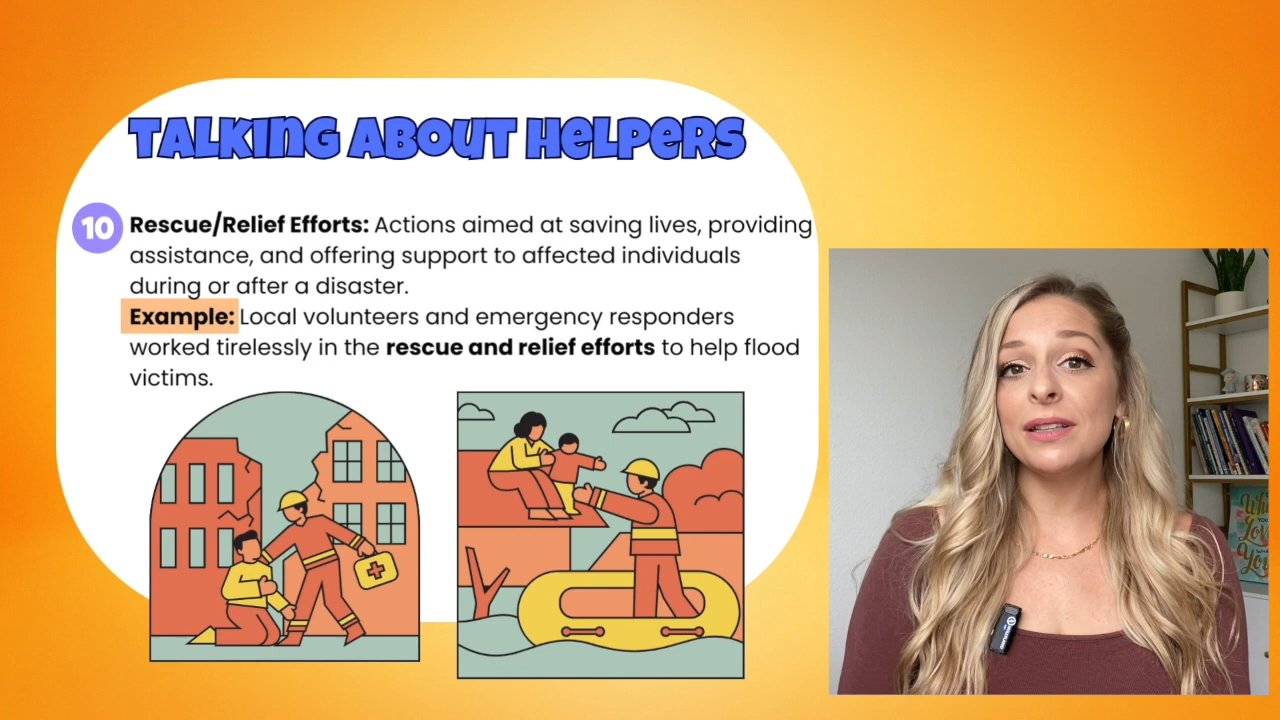 TALKING ABOUT HELPERS
10
Rescue/Relief Efforts: Actions aimed at saving lives, providing
assistance, and offering support to affected individuals
during or after a disaster.
Example: Local volunteers and emergency responders
worked tirelessly in the rescue and relief efforts to help flood
victims.